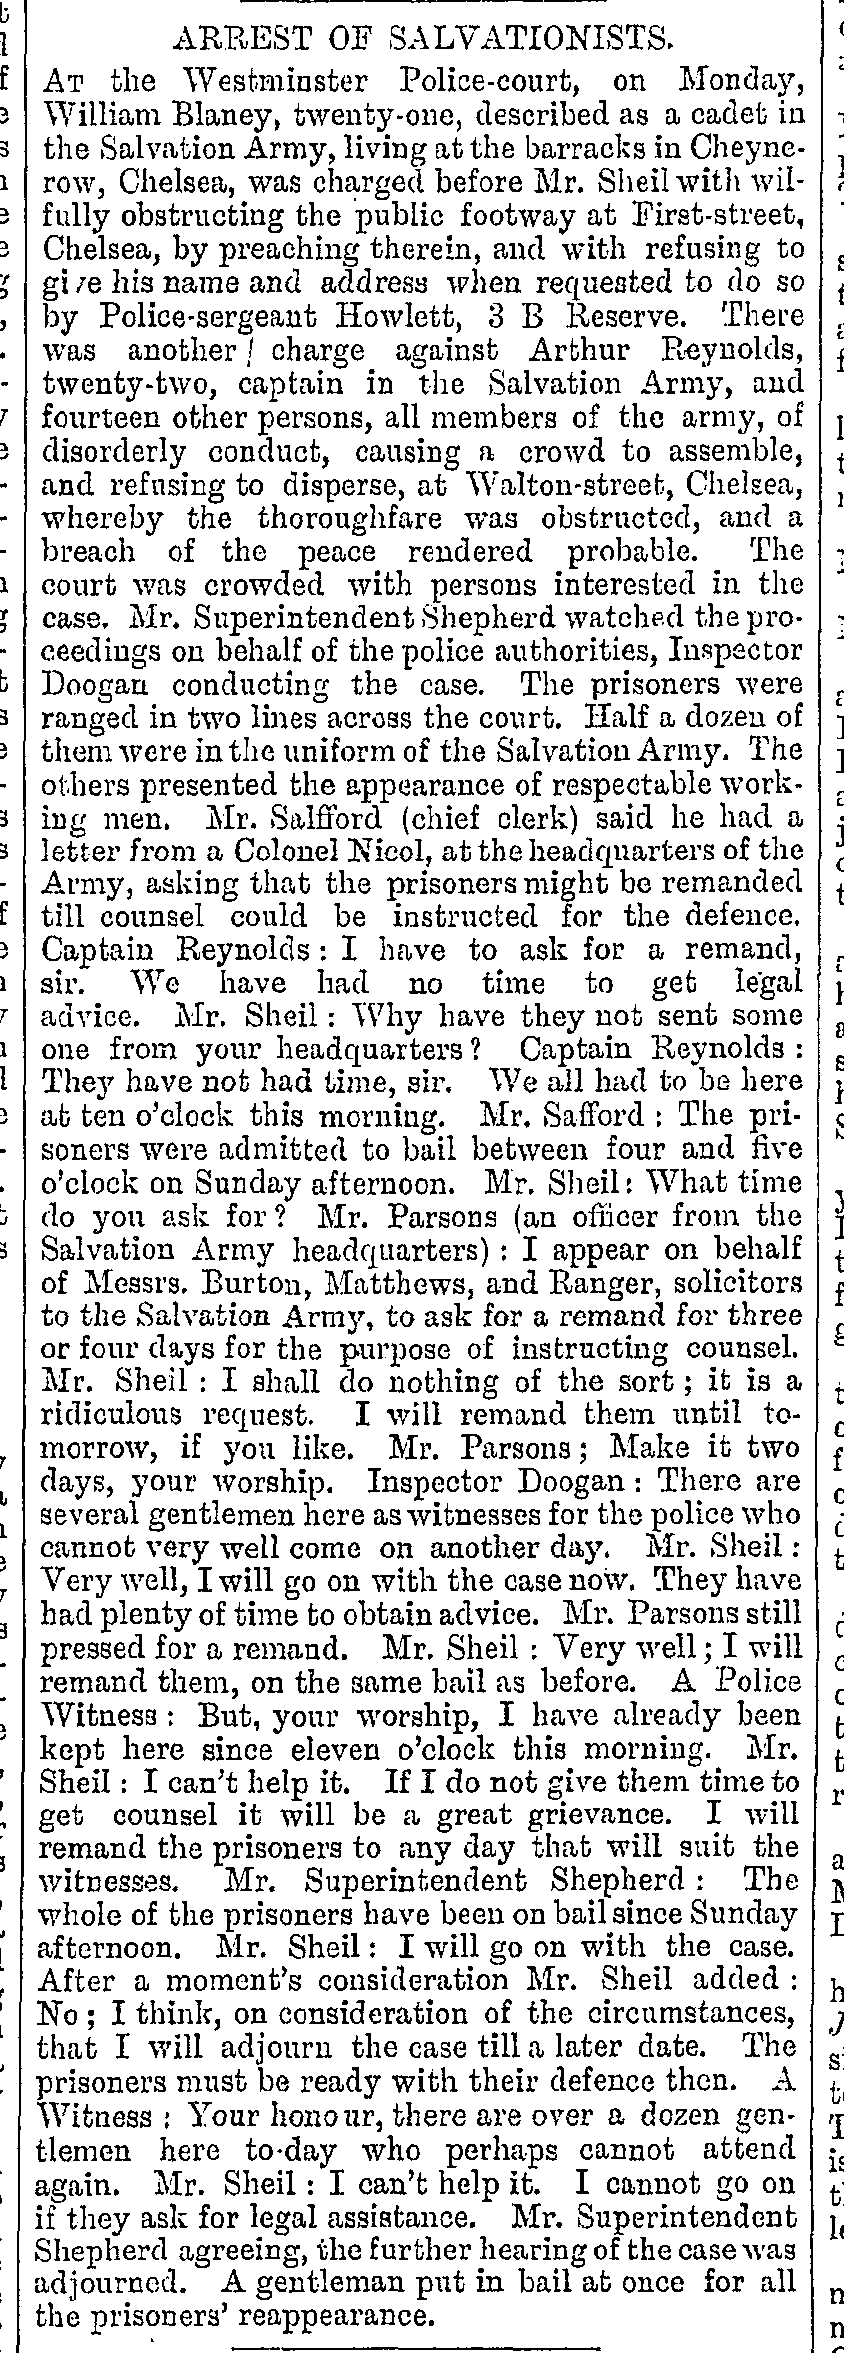 ARREST OF SALVATIONISTS.
AT the Westminster Police-court, on Monday,
William Blaney, twenty-one, described as a cadet in
the Salvation Army, living at the barracks in Cheyne-
row, Chelsea, was charged before Mr. Sheil with wil-
fully obstructing the public footway at First-street,
Chelsea, by preaching therein, and with refusing to
give his name and address when requested to do so
by Police-sergeant Howlett, 3 B Reserve. There
was another charge against Arthur Reynolds,
twenty-two, captain in the Salvation Army, and
fourteen other persons, all members of the army, of
disorderly conduct, causing a crowd to assemble,
and refusing to disperse, at Walton-street, Chelsea,
whereby the thoroughfare was obstructed, and a
breach of the peace rendered probable. The
court was crowded with persons interested in the
case. Mr. Superintendent Shepherd watched the pro-
ceedings on behalf of the police authorities, Inspector
Doogan conducting the case. The prisoners were
ranged in two lines across the court. Half a dozen of
them were in the uniform of the Salvation Army. The
others presented the appearance of respectable work-
ing men. Mr. Salfford (chief clerk) said he had a
letter from a Colonel Nicol, at the headquarters of the
Army, asking that the prisoners might be remanded
till counsel could be instructed for the defence.
Captain Reynolds: I have to ask for a remand,
sir. We have had no time to get legal
advice. Mr. Sheil: Why have they not sent some
one from your headquarters? Captain Reynolds:
They have not had time, sir. We all had to be here
at ten o'clock this morning. Mr. Safford: The pri-
soners were admitted to bail between four and five
o'clock on Sunday afternoon. Mr. Sheil: What time
do you ask for? Mr. Parsons (an officer from the
Salvation Army headquarters): I appear on behalf
of Messrs. Burton, Matthews, and Ranger, solicitors
to the Salvation Army, to ask for a remand for three
or four days for the purpose of instructing counsel.
Mr. Sheil: I shall do nothing of the sort; it is a
ridiculous request. I will remand them until to-
morrow, if you like. Mr. Parsons; Make it two
days, your worship. Inspector Doogan: There are
several gentlemen here as witnesses for the police who
cannot very well come on another day. Mr. Sheil:
Very well, I will go on with the case now. They have
had plenty of time to obtain advice. Mr. Parsons still
pressed for a remand. Mr. Sheil: Very well; I will
remand them, on the same bail as before. A Police
Witness: But, your worship, I have already been
kept here since eleven o'clock this morning. Mr.
Sheil: I can't help it. If I do not give them time to
get counsel it will be a great grievance. I will
remand the prisoners to any day that will suit the
witnesses. Mr. Superintendent Shepherd: The
whole of the prisoners have been on bail since Sunday
afternoon. Mr. Sheil: I will go on with the case.
After a moment's consideration Mr. Sheil added:
No; I think, on consideration of the circumstances,
that I will adjourn the case till a later date. The
prisoners must be ready with their defence then. A
Witness: Your honour, there are over a dozen gen-
tlemen here to-day who perhaps cannot attend
again. Mr. Sheil: I can't help it. I cannot go on
if they ask for legal assistance. Mr. Superintendent
Shepherd agreeing, the further hearing of the case was
adjourned. A gentleman put in bail at once for all
the prisoners' reappearance.